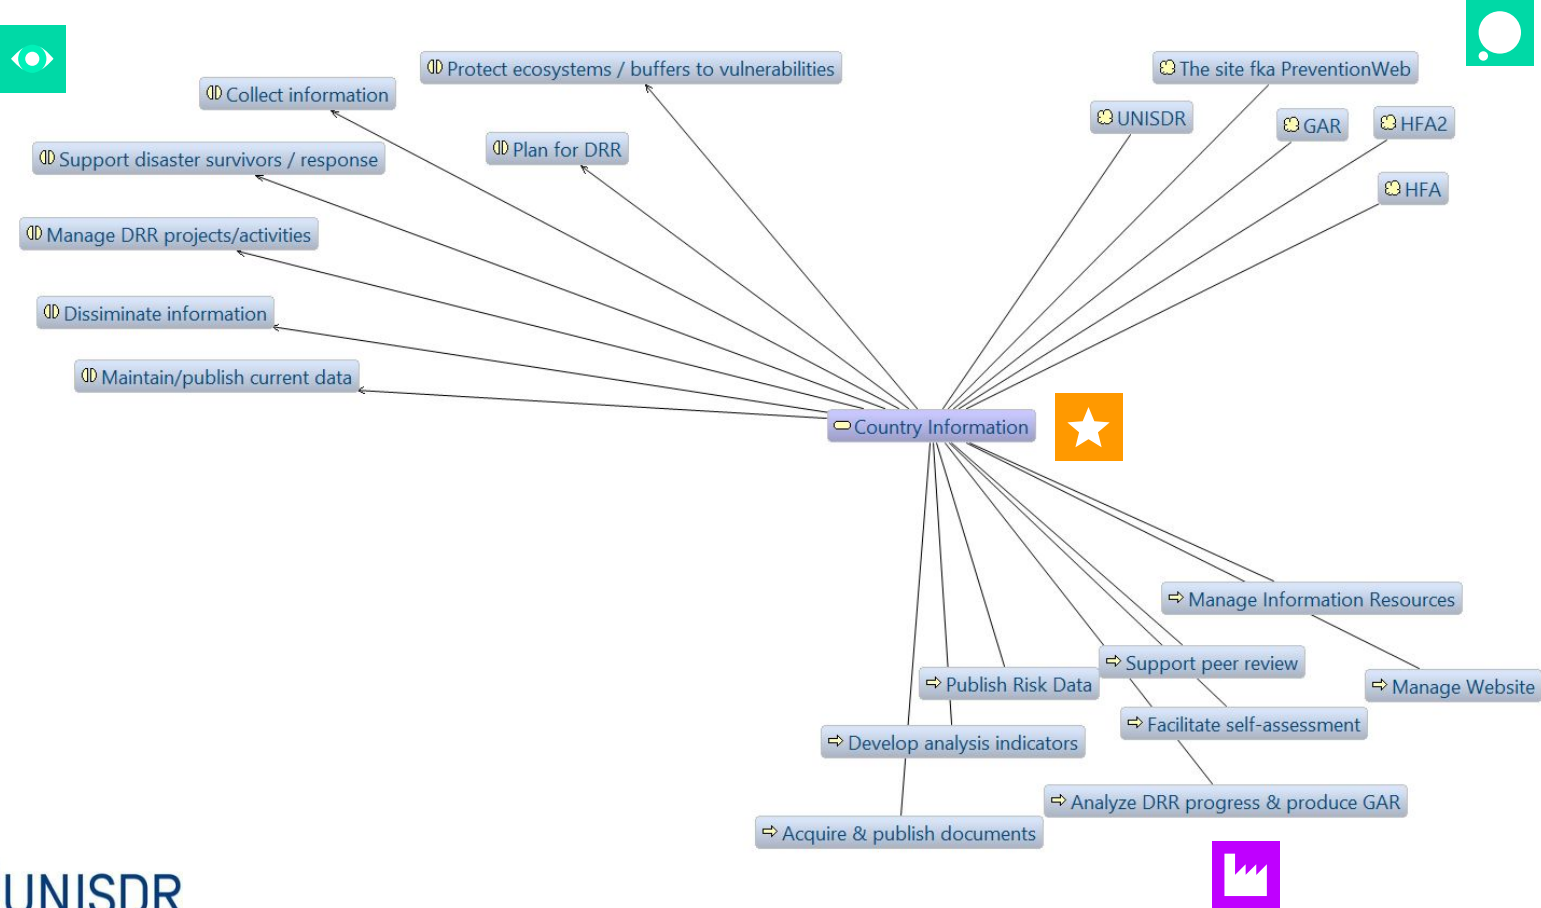 Protect ecosystems / buffers to vulnerabilities
The site fka PreventionWeb
Collect information
UNISDR
GAR
HFA2
Plan for DRR
Support disaster survivors / response
HFA
Manage DRR projects/activities
Dissiminate information
Maintain/publish current data
Country Information
Manage Information Resources
Support peer review
Publish Risk Data
Manage Website
Facilitate self-assessment
Develop analysis indicators
Analyze DRR progress & produce GAR
Acquire & publish documents
UNISDR